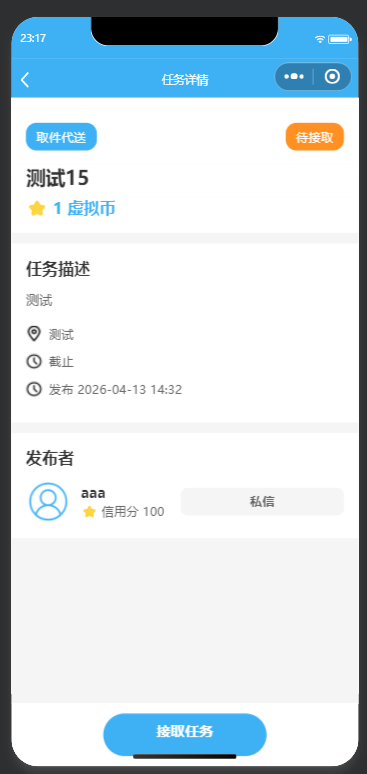 23:17
任务详情
取件代送
待接取
测试15
1 虚拟币
任务描述
测试
测试
截止
发布 2026-04-13 14:32
发布者
aaa
信用分 100
私信
接取任务